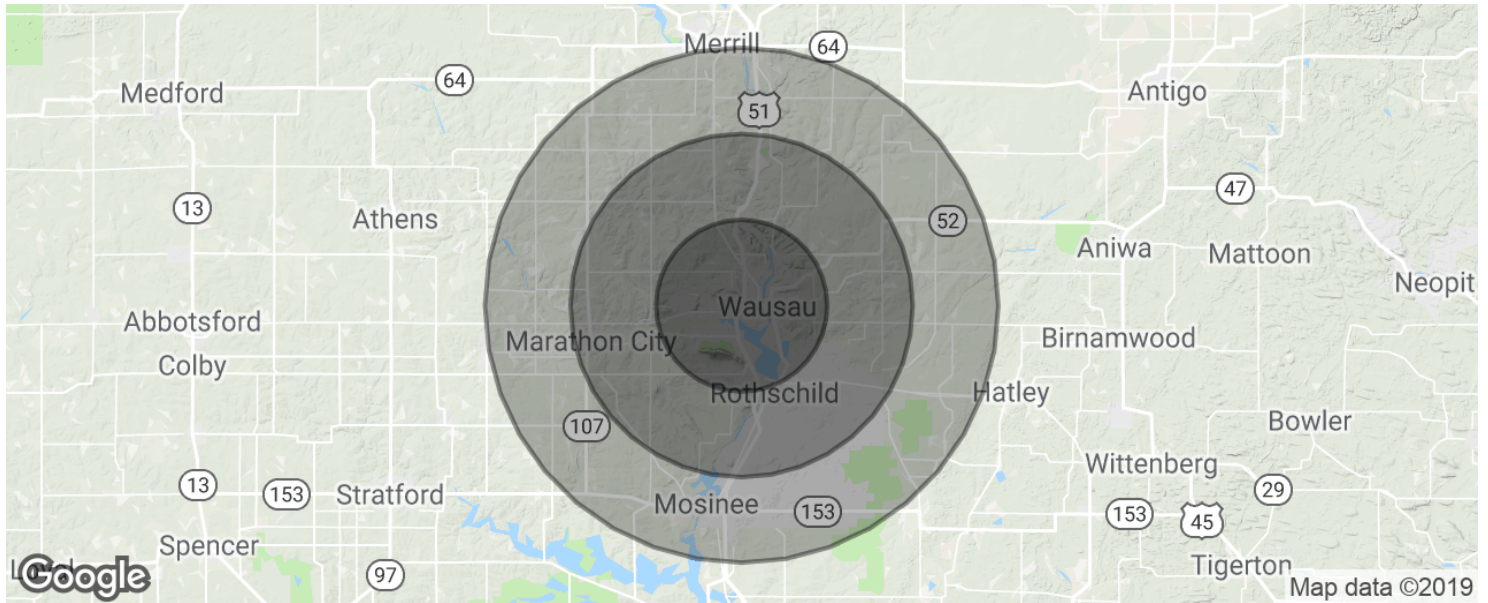 Merrill
64
64
Medford
Antigo
51
47
13
Athens
52
Aniwa
Mattoon
Neopit
Wausau
Abbotsford
Birnamwood
Marathon City
Colby
Rothschild
Hatley
107
Bowler
Wittenberg
13
153
Stratford
29
Mosinee
153
153
45
Spencer
Tigerton
97
Google
Map data ©2019